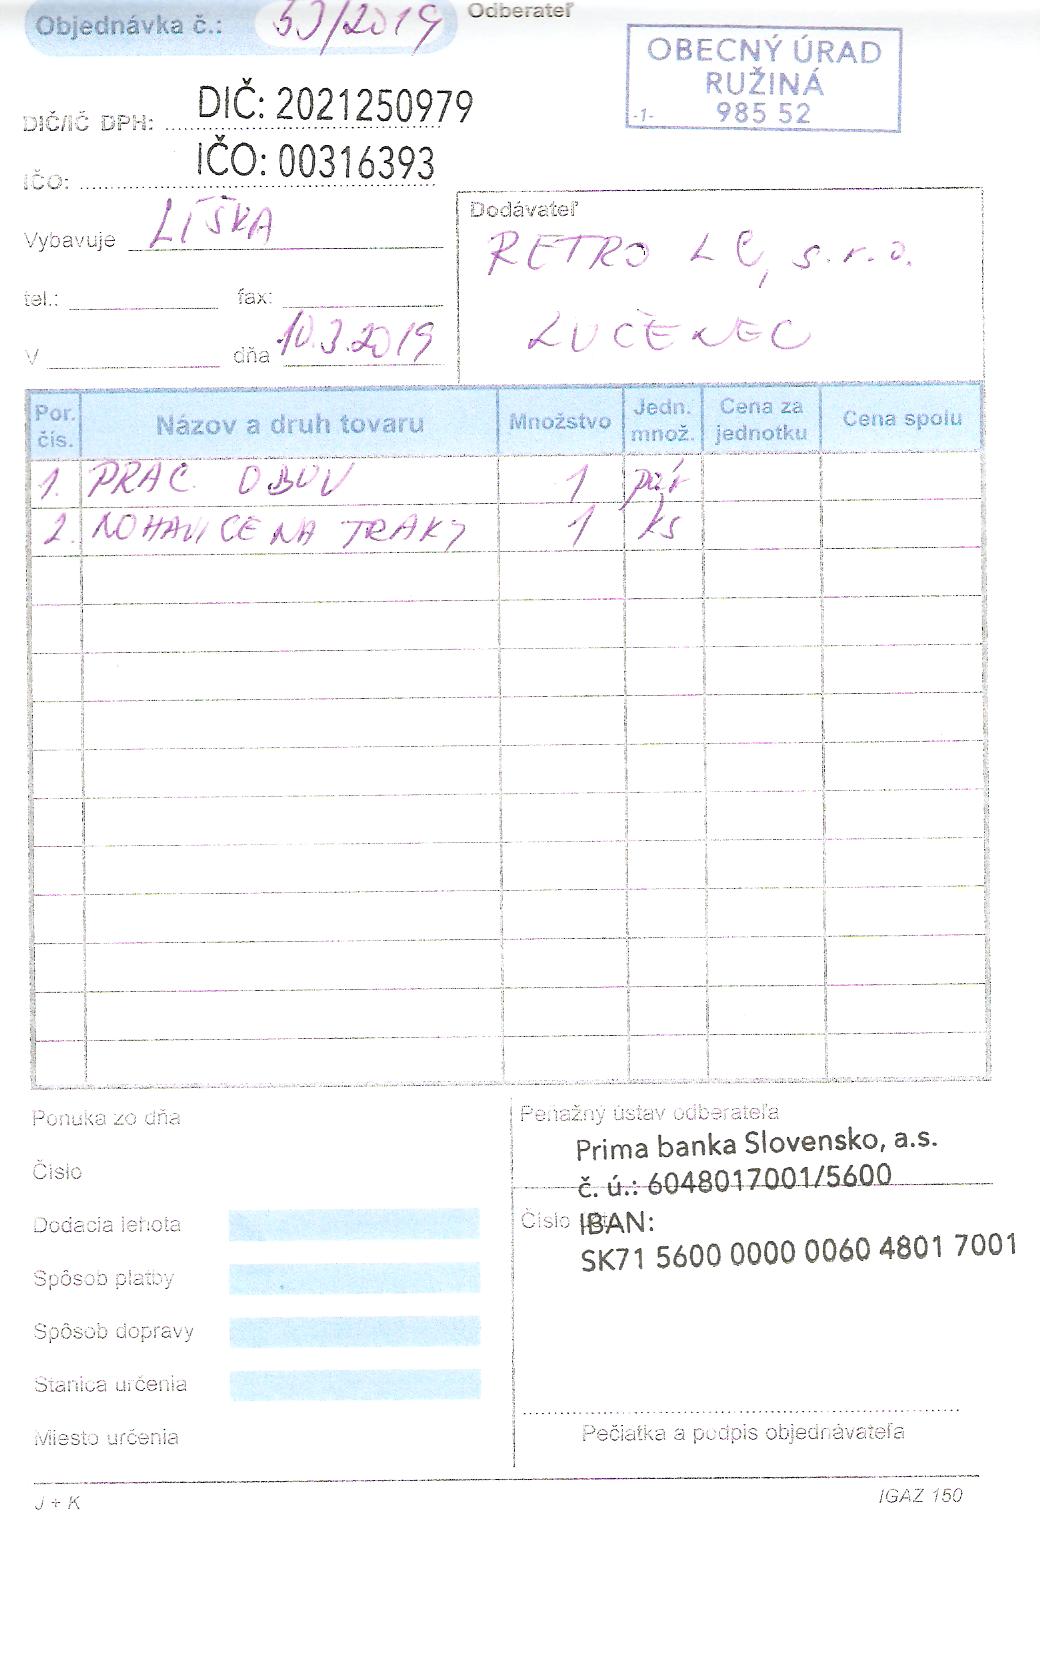 Objednávka č.: /2019
Odberateľ
OBECNÝ ÚRAD
RUŽINÁ
-1- 985 52
DIČ/IČ DPH: DIČ: 2021250979
IČO: IČO: 00316393
Vybavuje LÍŠKA
tel.: fax:
V dňa 10.3.2019
Dodávateľ
RETRO LC, s.r.o.
LUČENEC
Por. čís. Názov a druh tovaru Množstvo Jedn. množ. Cena za jednotku Cena spolu
1. PRAC. OBUV 1 pár
2. NOHAVICE NA TRAKY 1 ks
Ponuka zo dňa
Číslo
Dodacia lehota
Spôsob platby
Spôsob dopravy
Stanica určenia
Miesto určenia
Peňažný ústav odberateľa
Prima banka Slovensko, a.s.
č. ú.: 6048017001/5600
Číslo IBAN:
SK71 5600 0000 0060 4801 7001
Pečiatka a podpis objednávateľa
J + K
IGAZ 150